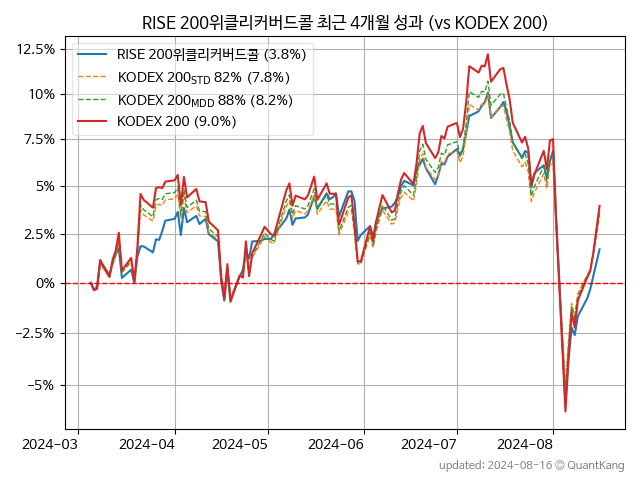 RISE 200위클리커버드콜 최근 4개월 성과 (vs KODEX 200)
12.5%
10%
7.5%
5%
2.5%
0%
−2.5%
−5%
RISE 200위클리커버드콜 (3.8%)
KODEX 200STD 82% (7.8%)
KODEX 200MDD 88% (8.2%)
KODEX 200 (9.0%)
2024-03 2024-04 2024-05 2024-06 2024-07 2024-08
updated: 2024-08-16 © QuantKang